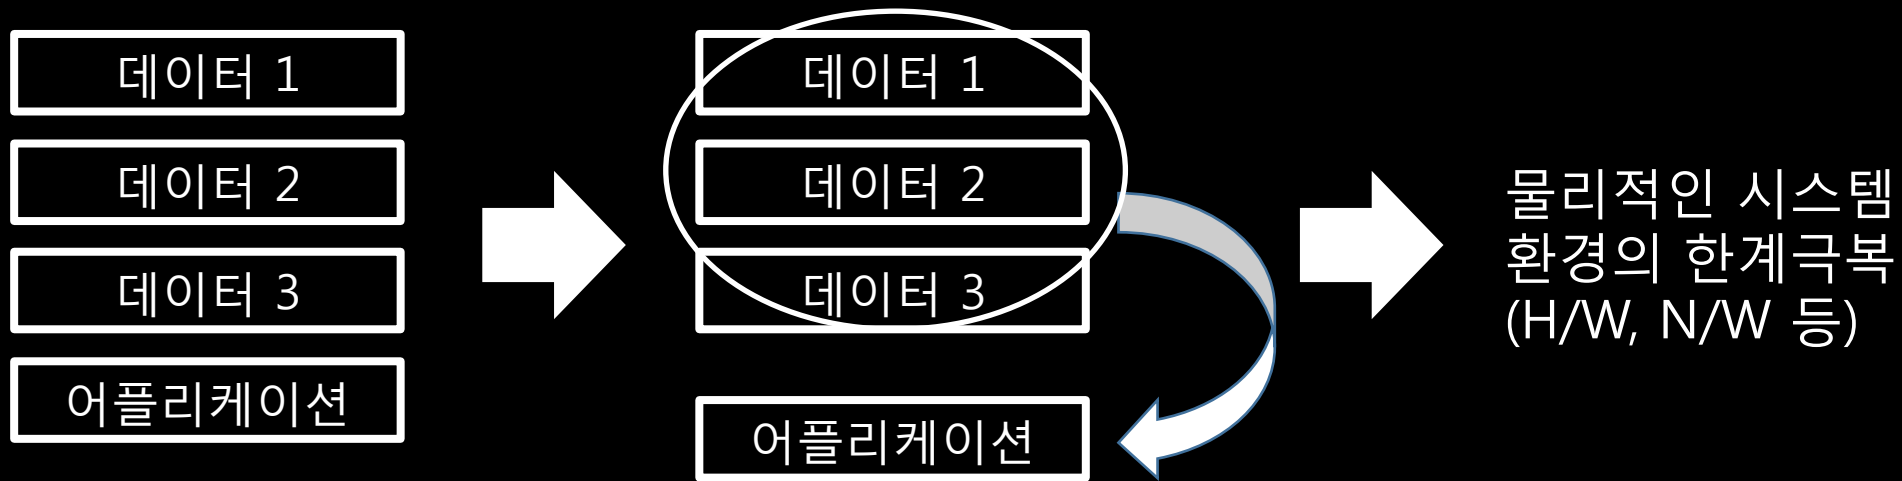 데이터 1
데이터 2
데이터 3
어플리케이션
데이터 1
데이터 2
데이터 3
어플리케이션
물리적인 시스템
환경의 한계극복
(H/W, N/W 등)